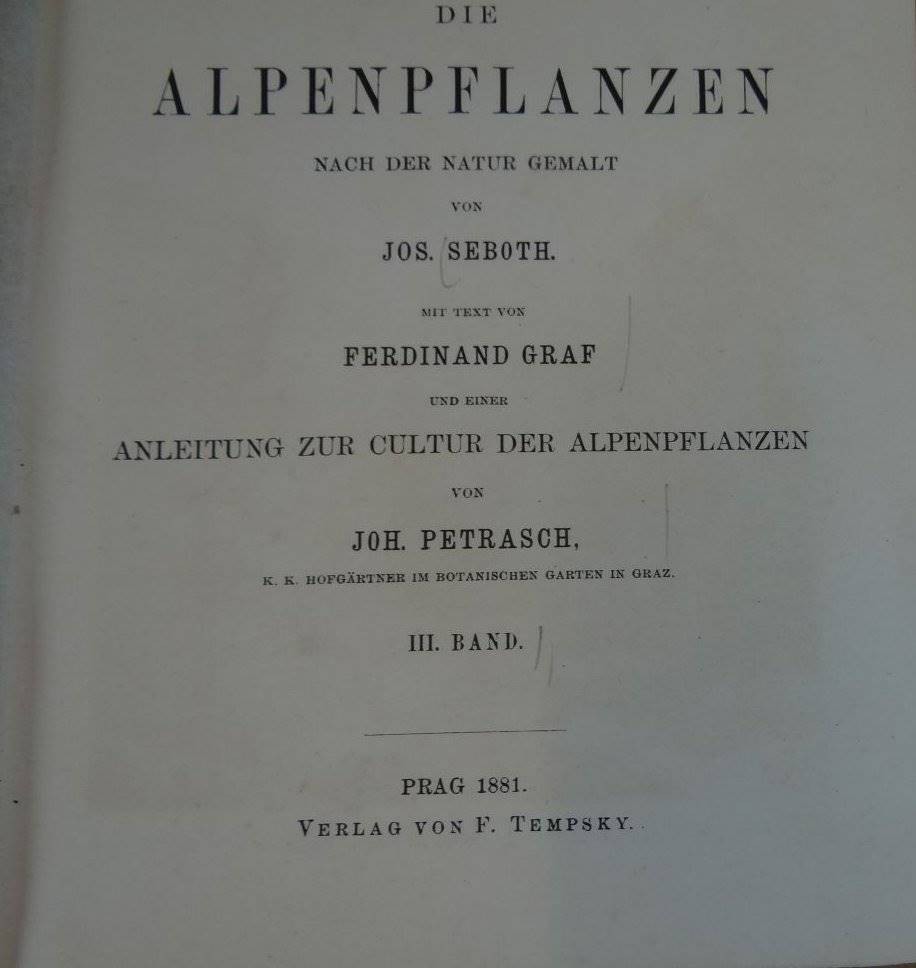 DIE
ALPENPFLANZEN
NACH DER NATUR GEMALT
VON
JOS. SEBOTH.
MIT TEXT VON
FERDINAND GRAF
UND EINER
ANLEITUNG ZUR CULTUR DER ALPENPFLANZEN
VON
JOH. PETRASCH,
K. K. HOFGÄRTNER IM BOTANISCHEN GARTEN IN GRAZ.
III. BAND.
PRAG 1881.
VERLAG VON F. TEMPSKY.